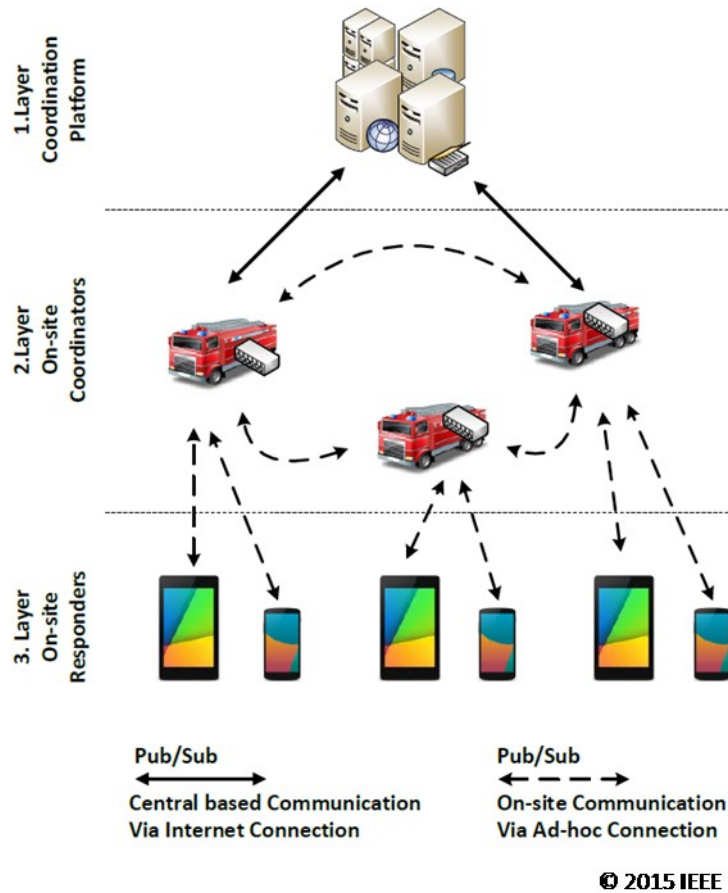 1.Layer
Coordination
Platform
2.Layer
On-site
Coordinators
3. Layer
On-site
Responders
Pub/Sub
Central based Communication
Via Internet Connection
Pub/Sub
On-site Communication
Via Ad-hoc Connection
© 2015 IEEE